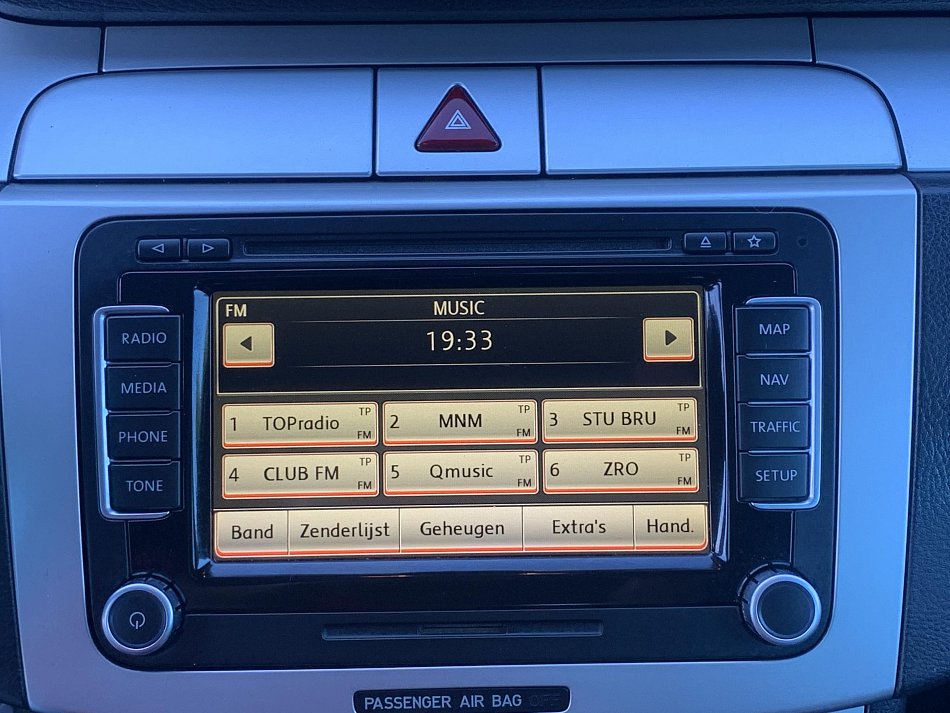 FM MUSIC
19:33
RADIO
MEDIA
PHONE
TONE
MAP
NAV
TRAFFIC
SETUP
1 TOPradio TP FM
2 MNM TP FM
3 STU BRU TP FM
4 CLUB FM TP FM
5 Qmusic TP FM
6 ZRO TP FM
Band Zenderlijst Geheugen Extra's Hand.
PASSENGER AIR BAG OFF